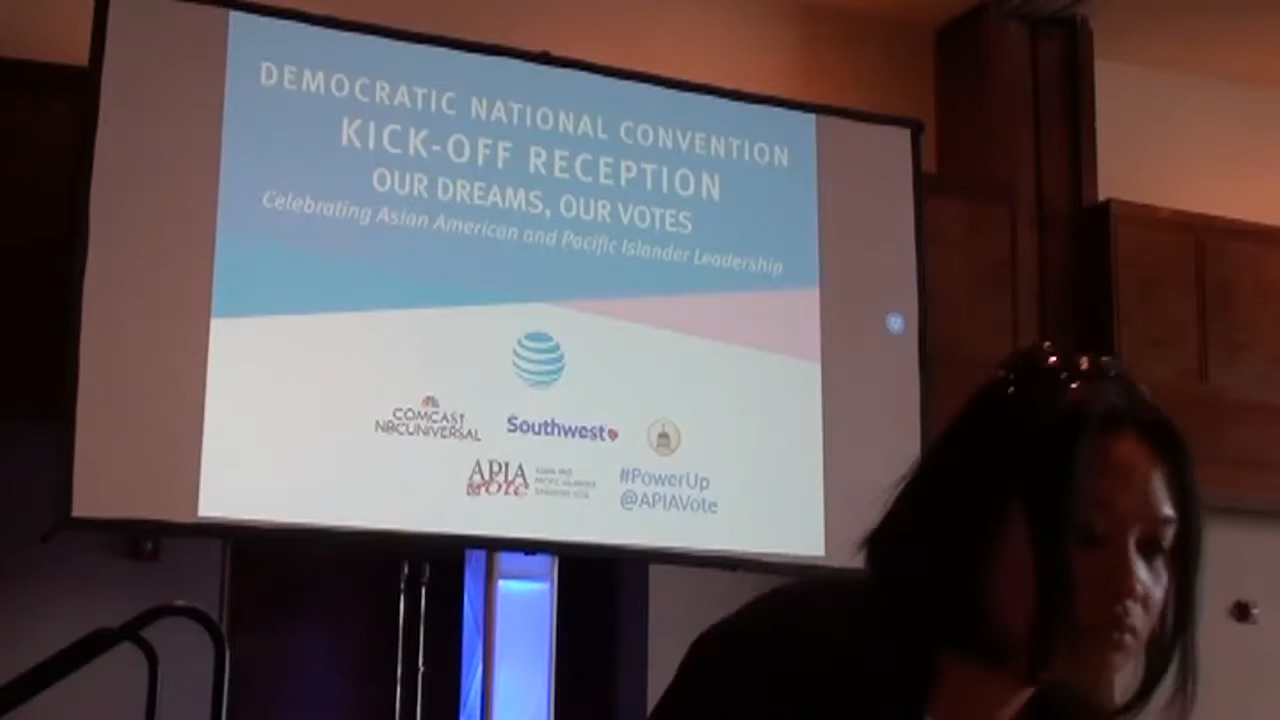 DEMOCRATIC NATIONAL CONVENTION
KICK-OFF RECEPTION
OUR DREAMS, OUR VOTES
Celebrating Asian American and Pacific Islander Leadership
COMCAST
NBCUNIVERSAL
Southwest
APIA
vote
#PowerUp
@APIAVote